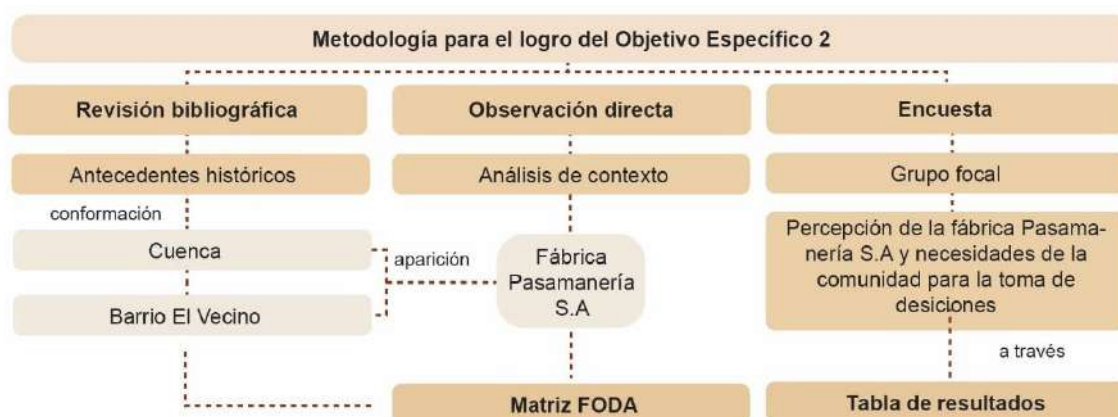 Metodología para el logro del Objetivo Específico 2
Revisión bibliográfica
Observación directa
Encuesta
Antecedentes históricos
Análisis de contexto
Grupo focal
conformación
Cuenca
Barrio El Vecino
aparición
Fábrica
Pasamanería
S.A
Percepción de la fábrica Pasama-
nería S.A y necesidades de la
comunidad para la toma de
desiciones
a través
Matriz FODA
Tabla de resultados